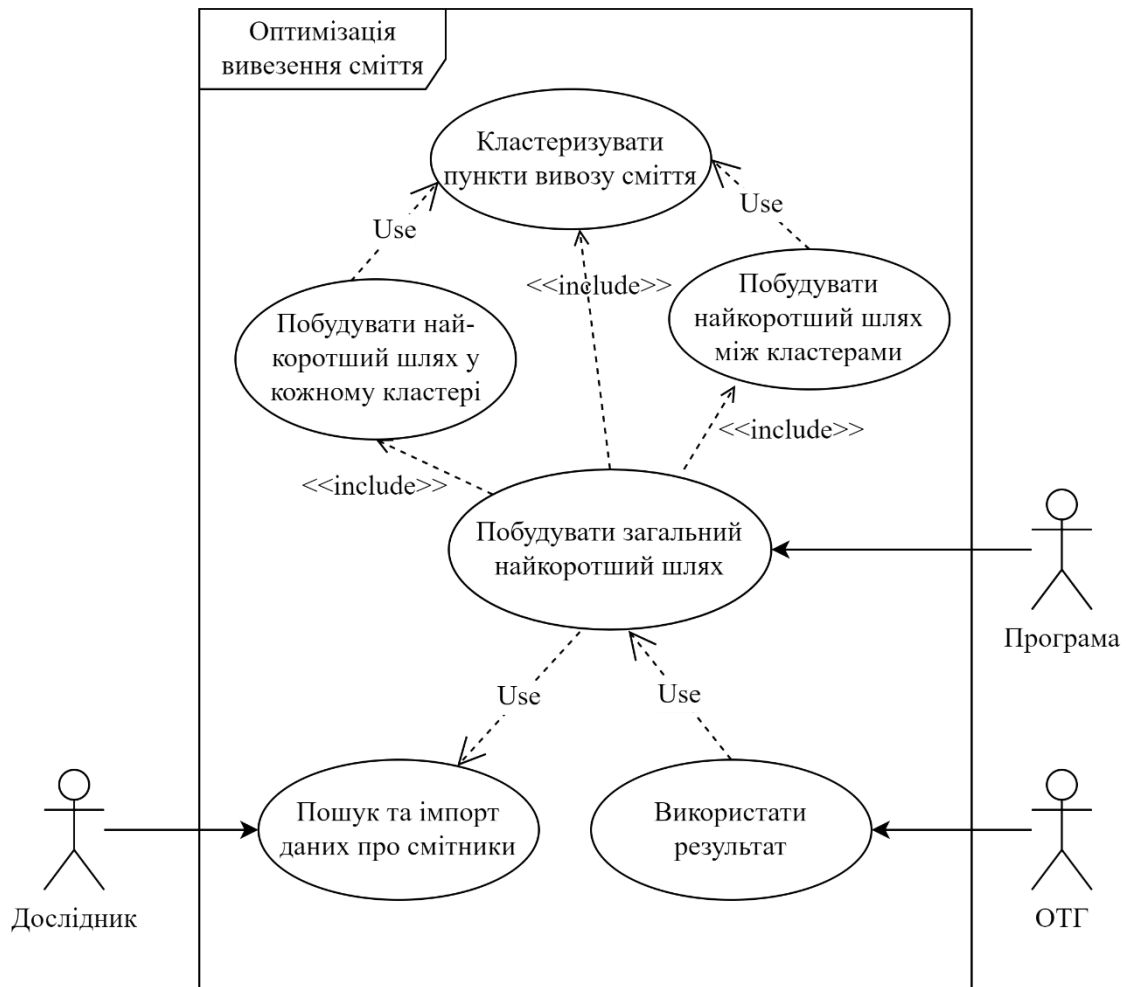 Оптимізація
вивезення сміття
Кластеризувати
пункти вивозу сміття
Use
Use
<<include>>
Побудувати най-
коротший шлях у
кожному кластері
Побудувати
найкоротший шлях
між кластерами
<<include>>
<<include>>
Побудувати загальний
найкоротший шлях
Програма
Use
Use
Пошук та імпорт
даних про смітники
Використати
результат
Дослідник
ОТГ